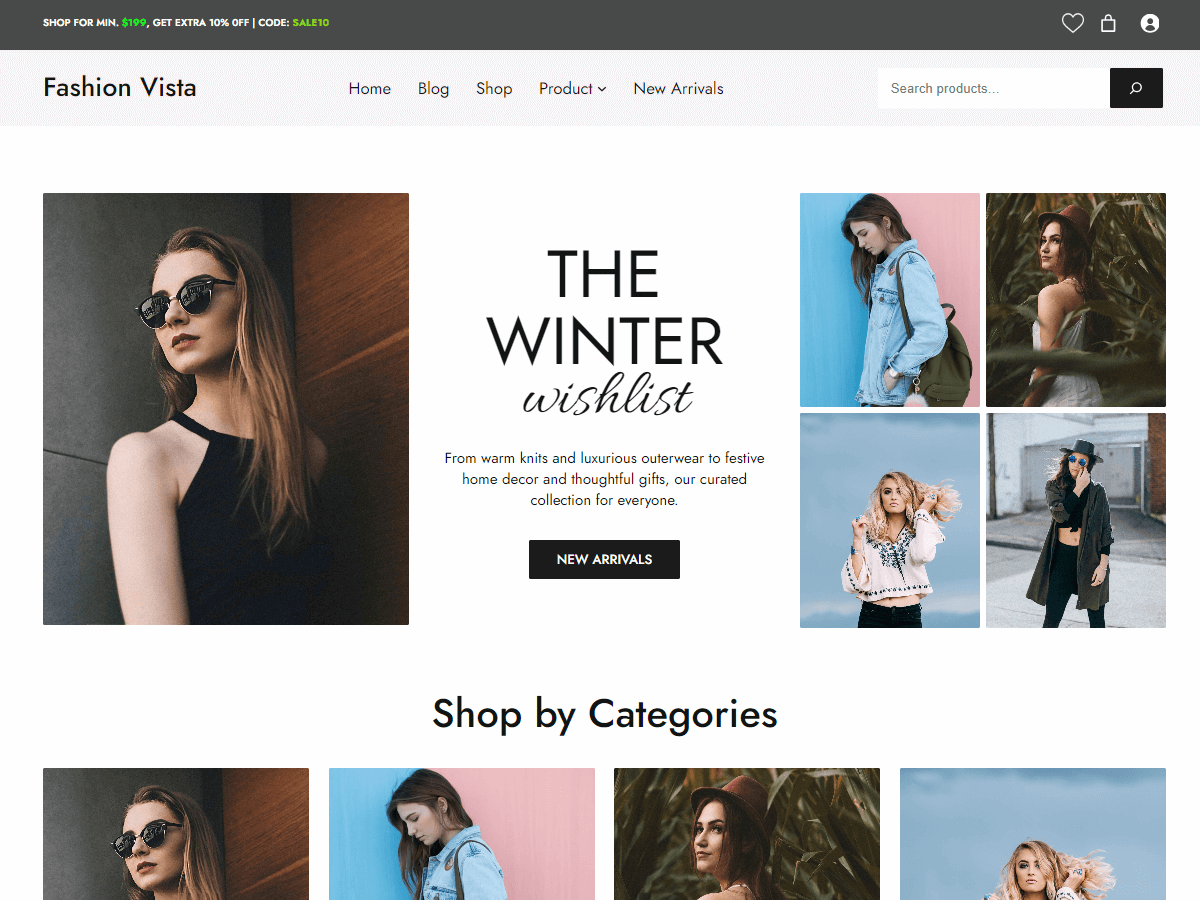 SHOP FOR MIN. $199, GET EXTRA 10% OFF | CODE: SALE10
Fashion Vista
Home
Blog
Shop
Product
New Arrivals
Search products…
THE
WINTER
wishlist
From warm knits and luxurious outerwear to festive
home decor and thoughtful gifts, our curated
collection for everyone.
NEW ARRIVALS
Shop by Categories